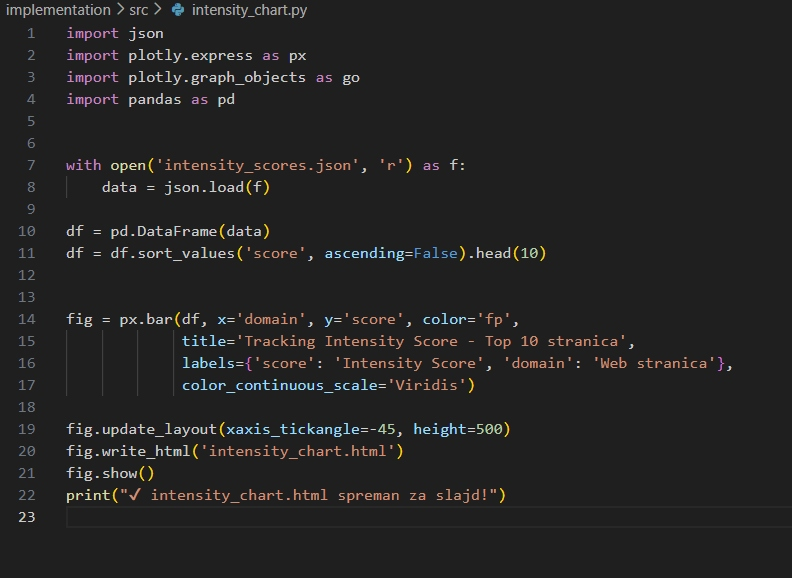 implementation > src > intensity_chart.py
1 import json
2 import plotly.express as px
3 import plotly.graph_objects as go
4 import pandas as pd
5
6
7 with open('intensity_scores.json', 'r') as f:
8     data = json.load(f)
9
10 df = pd.DataFrame(data)
11 df = df.sort_values('score', ascending=False).head(10)
12
13
14 fig = px.bar(df, x='domain', y='score', color='fp',
15              title='Tracking Intensity Score - Top 10 stranica',
16              labels={'score': 'Intensity Score', 'domain': 'Web stranica'},
17              color_continuous_scale='Viridis')
18
19 fig.update_layout(xaxis_tickangle=-45, height=500)
20 fig.write_html('intensity_chart.html')
21 fig.show()
22 print("✓ intensity_chart.html spreman za slajd!")
23